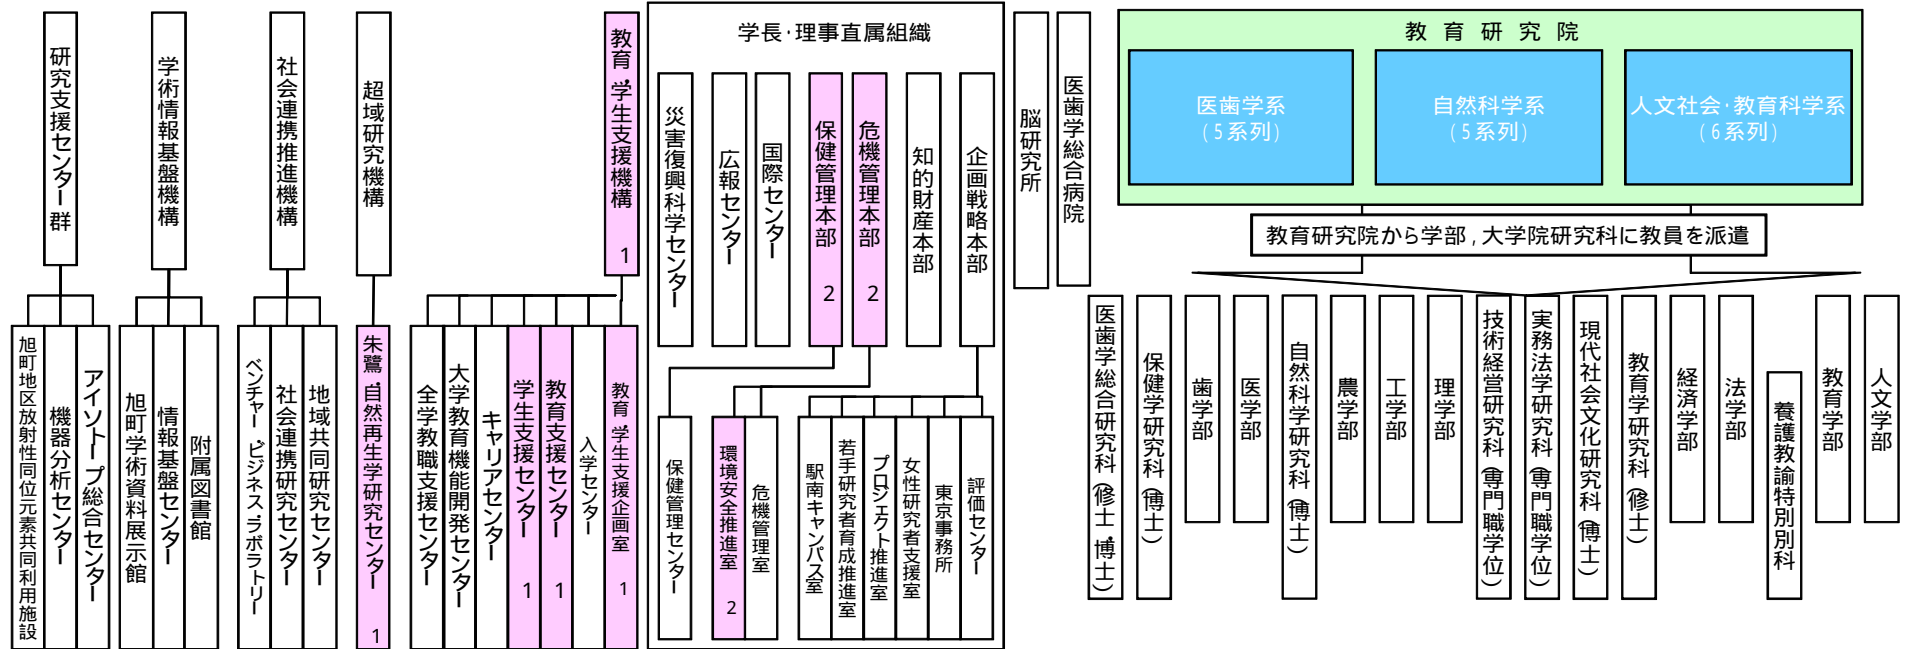 研究支援センター群
学術情報基盤機構
社会連携推進機構
超域研究機構
教育・学生支援機構 1
学長・理事直属組織
災害復興科学センター
広報センター
国際センター
保健管理本部 2
危機管理本部 2
知的財産本部
企画戦略本部
脳研究所
医歯学総合病院
教育研究院
医歯学系
(5系列)
自然科学系
(5系列)
人文社会・教育科学系
(6系列)
教育研究院から学部,大学院研究科に教員を派遣
旭町地区放射性同位元素共同利用施設
機器分析センター
アイソトープ総合センター
旭町学術資料展示館
情報基盤センター
附属図書館
ベンチャー・ビジネス・ラボラトリー
社会連携研究センター
地域共同研究センター
朱鷺・自然再生学研究センター 1
全学教職支援センター
大学教育機能開発センター
キャリアセンター
学生支援センター 1
教育支援センター 1
入学センター
教育・学生支援企画室 1
保健管理センター
環境安全推進室 2
危機管理室
駅南キャンパス室
若手研究者育成推進室
プロジェクト推進室
女性研究者支援室
東京事務所
評価センター
医歯学総合研究科(修士・博士)
保健学研究科(博士)
歯学部
医学部
自然科学研究科(博士)
農学部
工学部
理学部
技術経営研究科(専門職学位)
実務法学研究科(専門職学位)
現代社会文化研究科(博士)
教育学研究科(修士)
経済学部
法学部
養護教諭特別別科
教育学部
人文学部